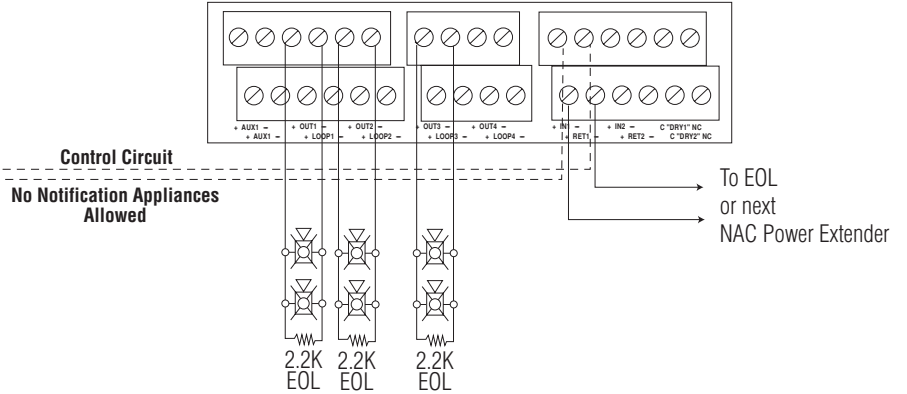 + AUX1 – + OUT1 – + OUT2 – + OUT3 – + OUT4 – + IN1 – + IN2 – C "DRY1" NC
+ AUX1 – + LOOP1 – + LOOP2 – + LOOP3 – + LOOP4 – + RET1 – + RET2 – C "DRY2" NC
Control Circuit
No Notification Appliances
Allowed
To EOL
or next
NAC Power Extender
2.2K 2.2K 2.2K
EOL EOL EOL